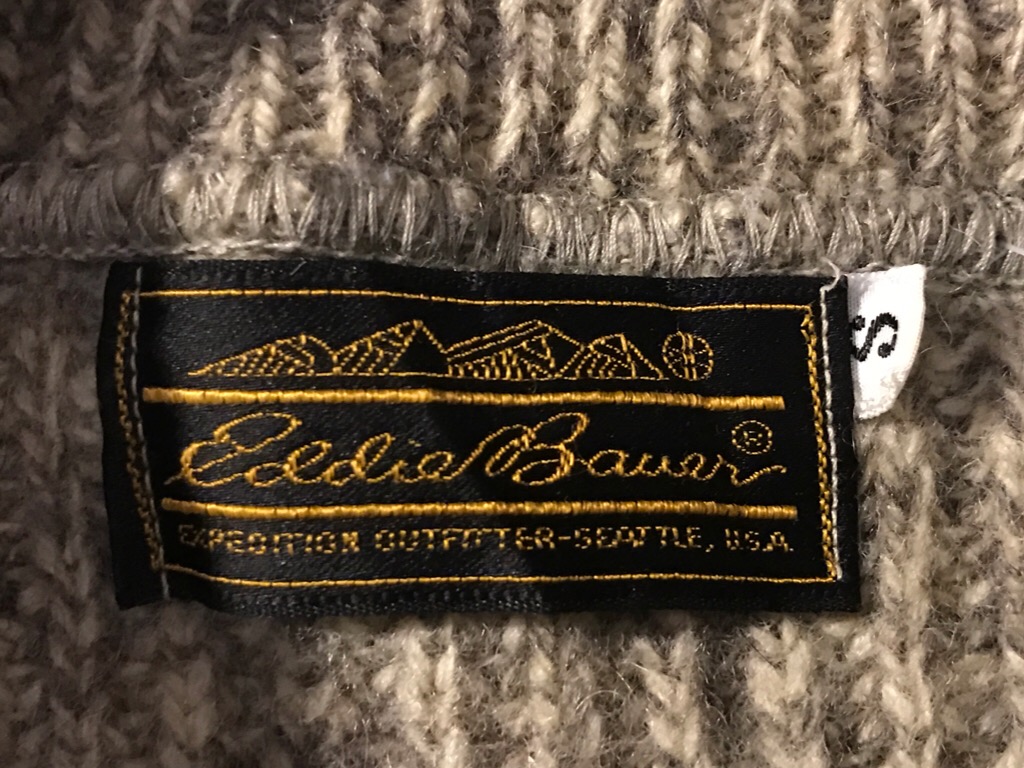 Eddie Bauer ®
EXPEDITION OUTFITTER-SEATTLE, U.S.A
S